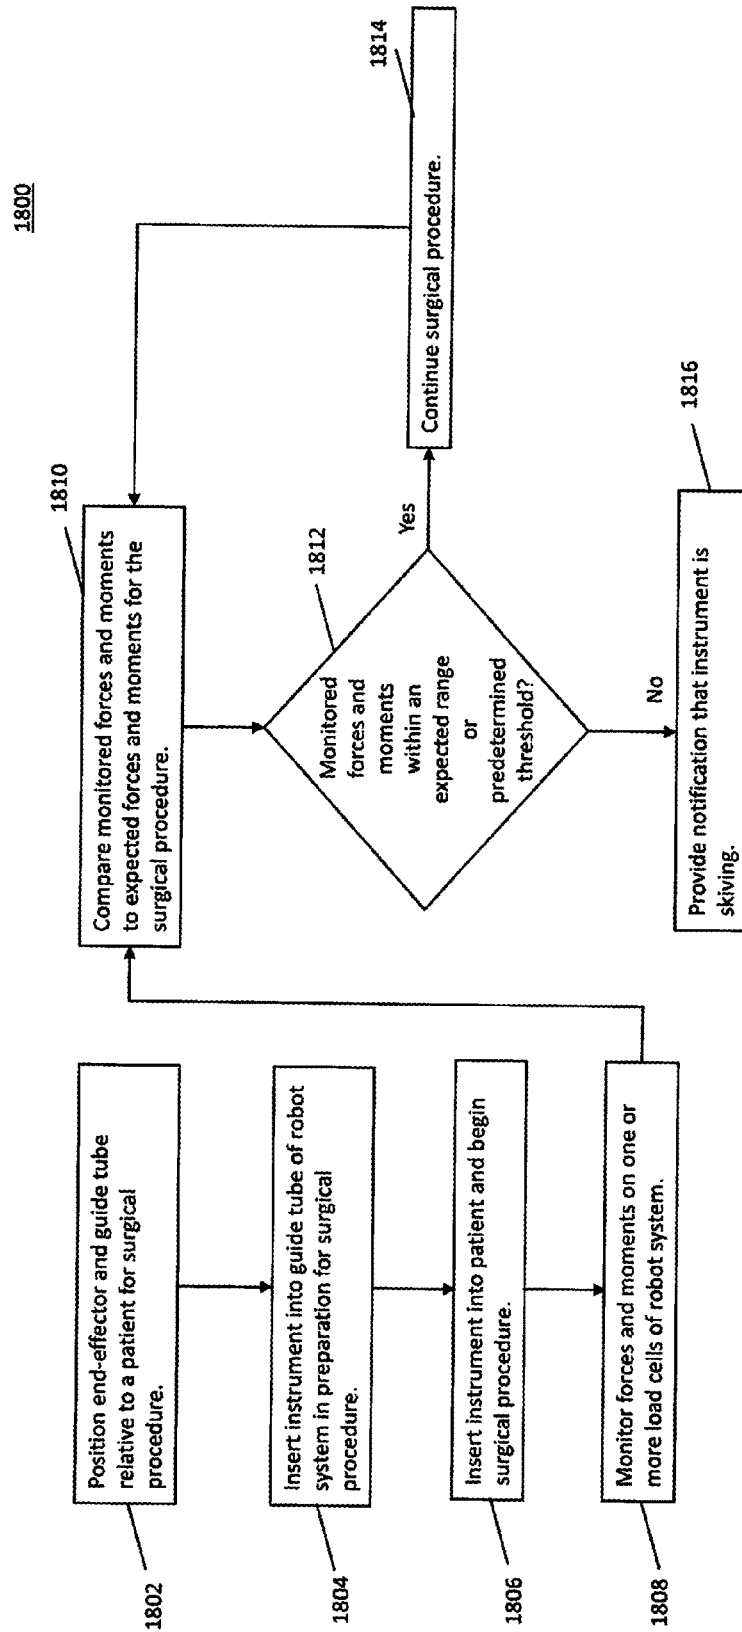 1800
1802
Position end-effector and guide tube
relative to a patient for surgical
procedure.
1804
Insert instrument into guide tube of robot
system in preparation for surgical
procedure.
1806
Insert instrument into patient and begin
surgical procedure.
1808
Monitor forces and moments on one or
more load cells of robot system.
1810
Compare monitored forces and moments
to expected forces and moments for the
surgical procedure.
1812
Monitored
forces and
moments
within an
expected range
or
predetermined
threshold?
Yes
1814
Continue surgical procedure.
No
1816
Provide notification that instrument is
skiving.